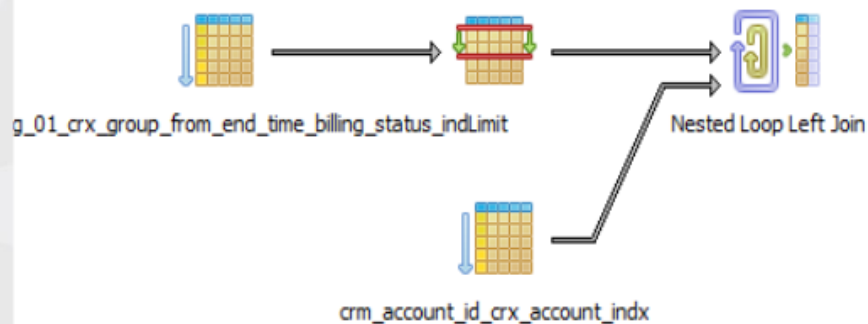 g_01_crx_group_from_end_time_billing_status_indLimit
Nested Loop Left Join
crm_account_id_crx_account_indx